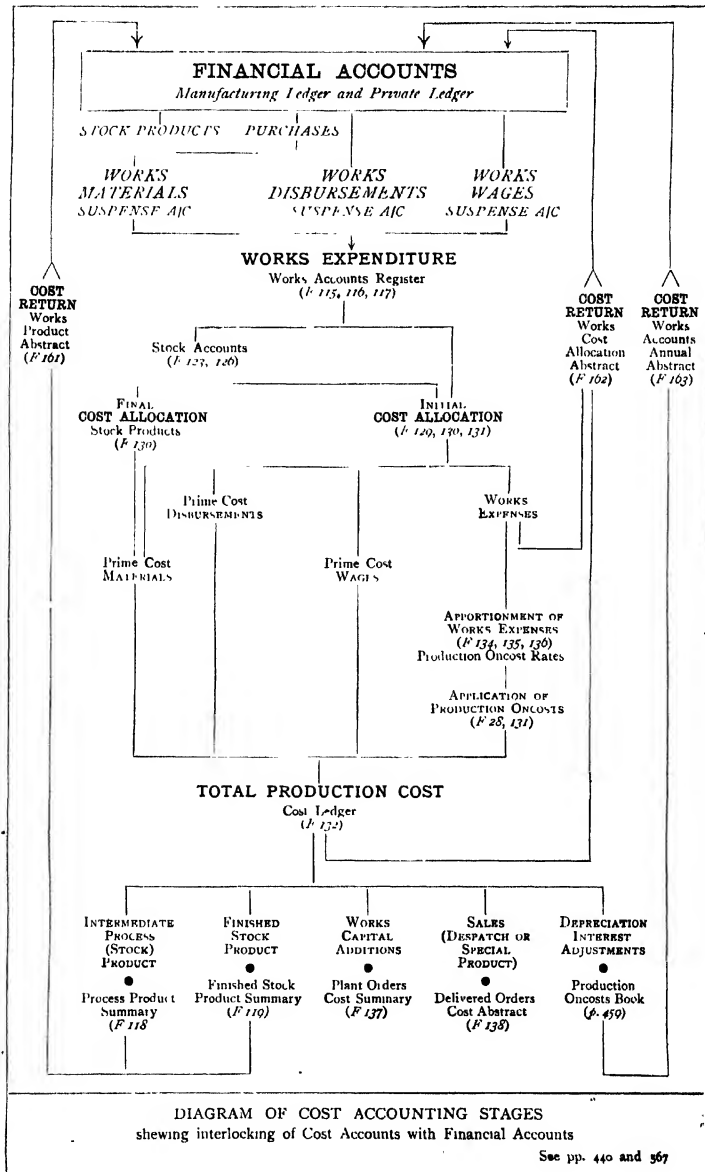 FINANCIAL ACCOUNTS
Manufacturing Ledger and Private Ledger
STOCK PRODUCTS PURCHASES
WORKS
MATERIALS
SUSPENSE A/C
WORKS
DISBURSEMENTS
SUSPENSE A/C
WORKS
WAGES
SUSPENSE A/C
WORKS EXPENDITURE
Works Accounts Register
(F 115, 116, 117)
COST
RETURN
Works
Product
Abstract
(F 161)
COST
RETURN
Works
Cost
Allocation
Abstract
(F 162)
COST
RETURN
Works
Accounts
Annual
Abstract
(F 163)
Stock Accounts
(F 123, 126)
FINAL
COST ALLOCATION
Stock Products
(F 130)
INITIAL
COST ALLOCATION
(F 129, 130, 131)
Prime Cost
DISBURSEMENTS
WORKS
EXPENSES
Prime Cost
MATERIALS
Prime Cost
WAGES
APPORTIONMENT OF
WORKS EXPENSES
(F 134, 135, 136)
Production Oncost Rates
APPLICATION OF
PRODUCTION ONCOSTS
(F 28, 131)
TOTAL PRODUCTION COST
Cost Ledger
(F 132)
INTERMEDIATE
PROCESS
(STOCK)
PRODUCT
Process Product
Summary
(F 118)
FINISHED
STOCK
PRODUCT
Finished Stock
Product Summary
(F 119)
WORKS
CAPITAL
ADDITIONS
Plant Orders
Cost Summary
(F 137)
SALES
(DESPATCH OR
SPECIAL
PRODUCT)
Delivered Orders
Cost Abstract
(F 138)
DEPRECIATION
INTEREST
ADJUSTMENTS
Production
Oncosts Book
(p. 459)
DIAGRAM OF COST ACCOUNTING STAGES
shewing interlocking of Cost Accounts with Financial Accounts
See pp. 440 and 567